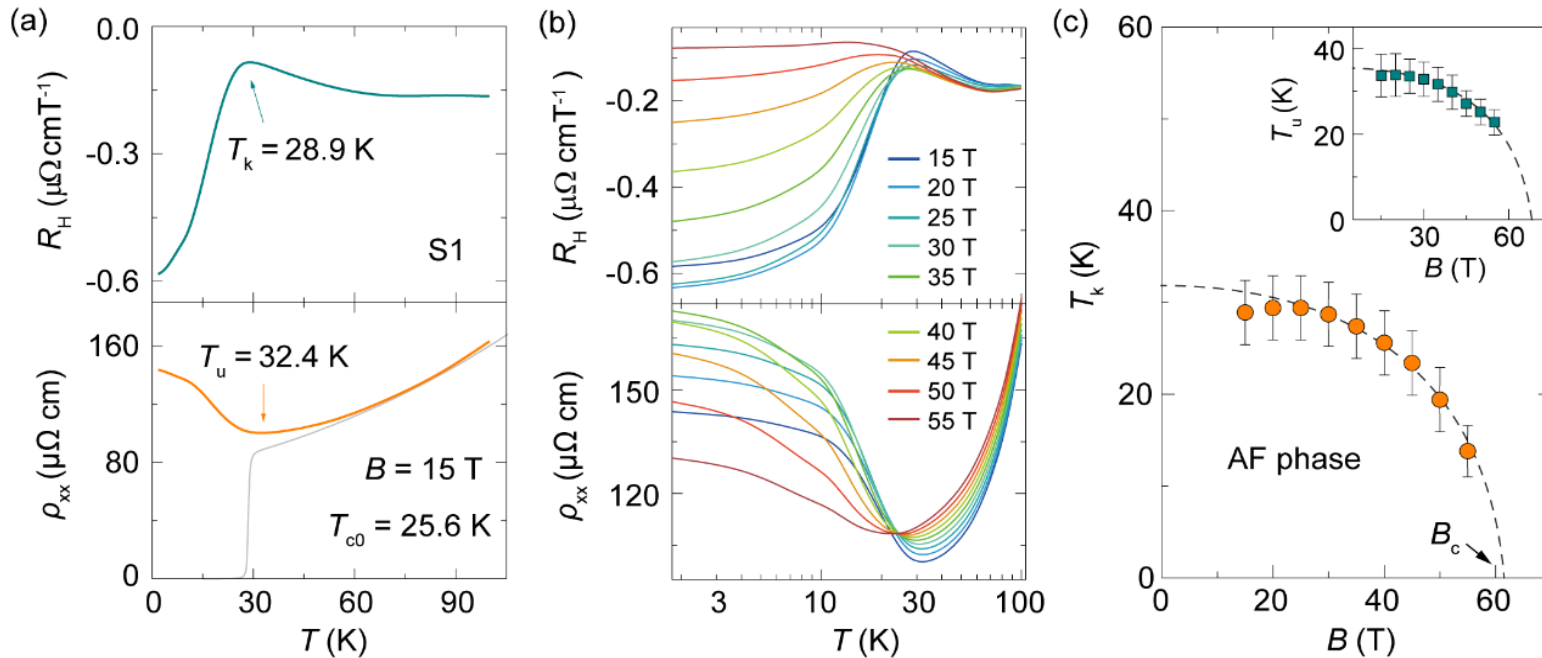 (a)
0.0
-0.3
-0.6
R_H (μΩ cmT⁻¹)
T_k = 28.9 K
S1
160
80
0
ρ_xx (μΩ cm)
T_u = 32.4 K
B = 15 T
T_c0 = 25.6 K
0 30 60 90
T (K)
(b)
-0.2
-0.4
-0.6
R_H (μΩ cmT⁻¹)
15 T
20 T
25 T
30 T
35 T
150
120
ρ_xx (μΩ cm)
40 T
45 T
50 T
55 T
3 10 30 100
T (K)
(c)
60
40
20
0
T_k (K)
AF phase
B_c
0 20 40 60
B (T)
40
20
0
T_u (K)
30 60
B (T)